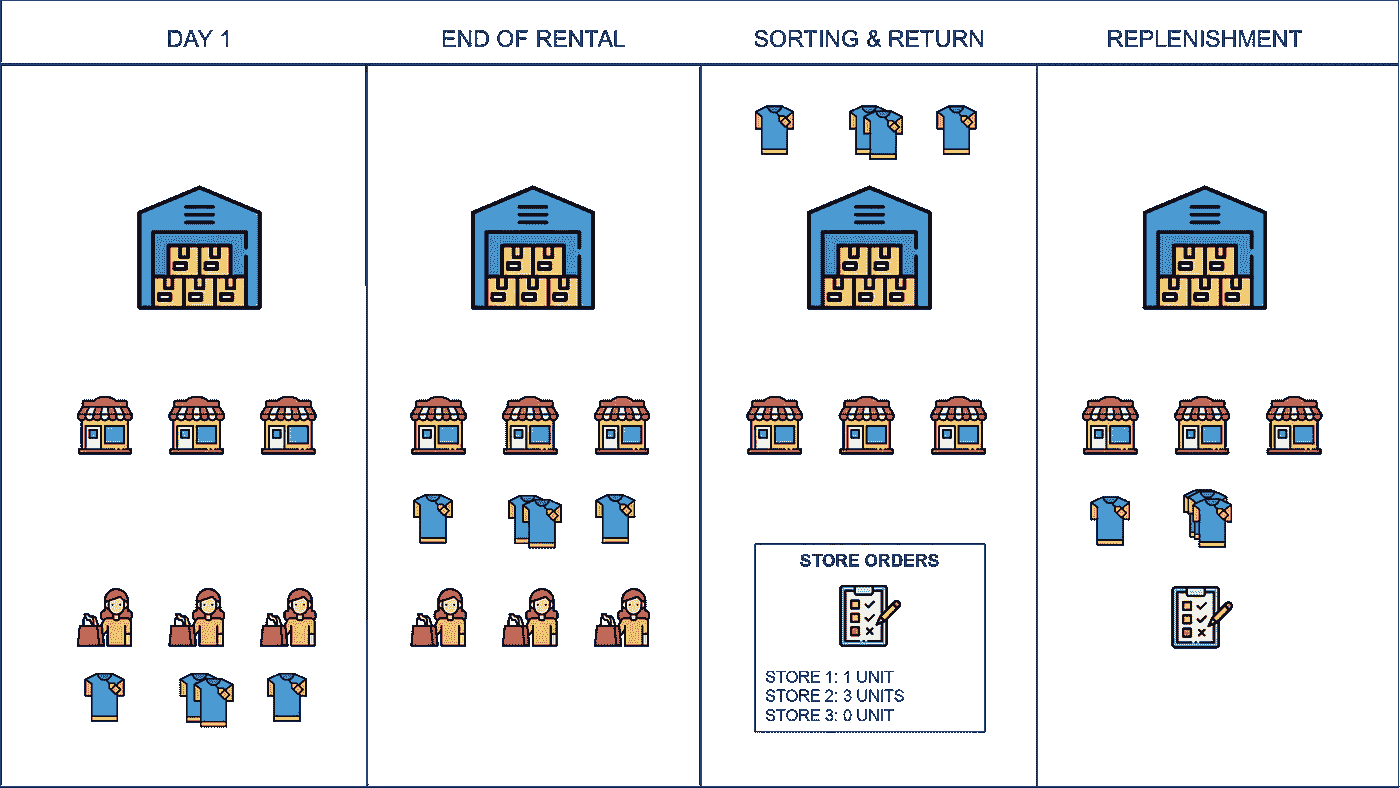 DAY 1
END OF RENTAL
SORTING & RETURN
REPLENISHMENT
STORE ORDERS
STORE 1: 1 UNIT
STORE 2: 3 UNITS
STORE 3: 0 UNIT